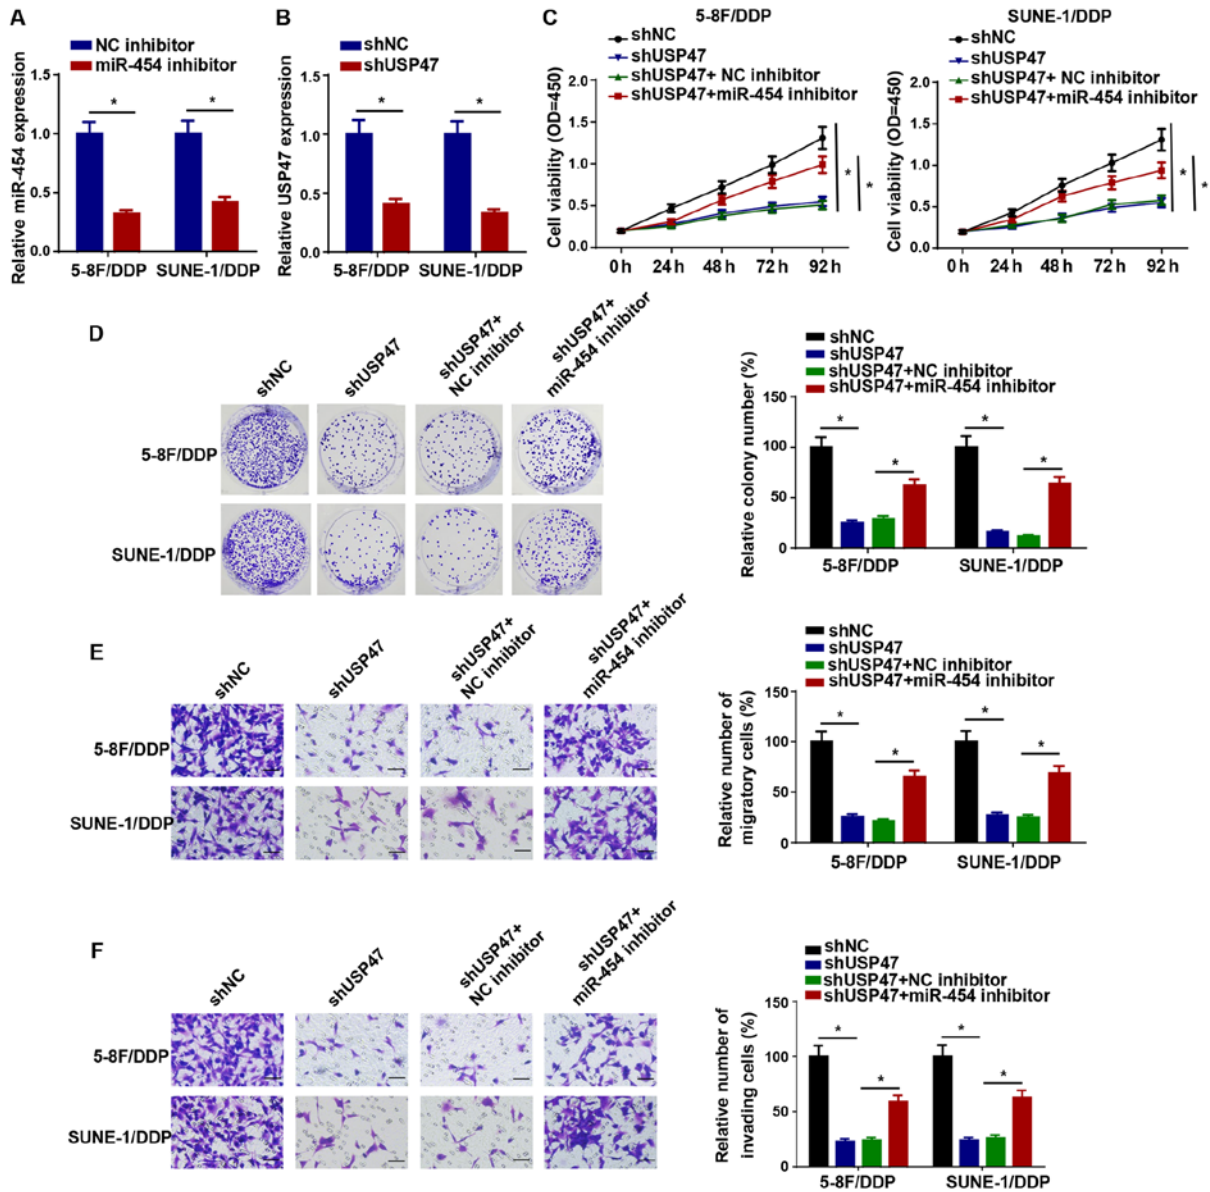 A
NC inhibitor
miR-454 inhibitor
Relative miR-454 expression
1.5
1.0
0.5
0.0
*
*
5-8F/DDP
SUNE-1/DDP
B
shNC
shUSP47
Relative USP47 expression
1.5
1.0
0.5
0.0
*
*
5-8F/DDP
SUNE-1/DDP
C
5-8F/DDP
shNC
shUSP47
shUSP47+ NC inhibitor
shUSP47+miR-454 inhibitor
Cell viability (OD=450)
2.0
1.5
1.0
0.5
0.0
*
*
0 h
24 h
48 h
72 h
92 h
SUNE-1/DDP
shNC
shUSP47
shUSP47+ NC inhibitor
shUSP47+miR-454 inhibitor
Cell viability (OD=450)
2.0
1.5
1.0
0.5
0.0
*
*
0 h
24 h
48 h
72 h
92 h
D
shNC
shUSP47
shUSP47+
NC inhibitor
shUSP47+
miR-454 inhibitor
5-8F/DDP
SUNE-1/DDP
shNC
shUSP47
shUSP47+NC inhibitor
shUSP47+miR-454 inhibitor
Relative colony number (%)
150
100
50
0
*
*
*
*
5-8F/DDP
SUNE-1/DDP
E
shNC
shUSP47
shUSP47+
NC inhibitor
shUSP47+
miR-454 inhibitor
5-8F/DDP
SUNE-1/DDP
shNC
shUSP47
shUSP47+NC inhibitor
shUSP47+miR-454 inhibitor
Relative number of
migratory cells (%)
150
100
50
0
*
*
*
*
5-8F/DDP
SUNE-1/DDP
F
shNC
shUSP47
shUSP47+
NC inhibitor
shUSP47+
miR-454 inhibitor
5-8F/DDP
SUNE-1/DDP
shNC
shUSP47
shUSP47+NC inhibitor
shUSP47+miR-454 inhibitor
Relative number of
invading cells (%)
150
100
50
0
*
*
*
*
5-8F/DDP
SUNE-1/DDP